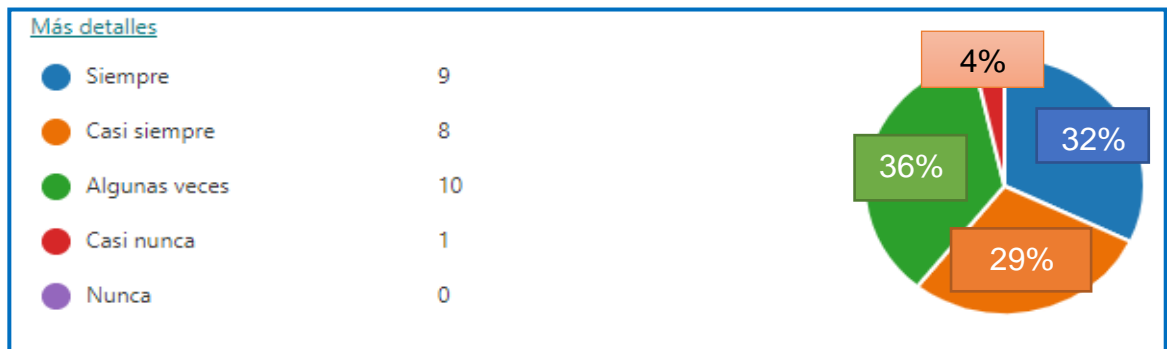 Más detalles
Siempre 9
Casi siempre 8
Algunas veces 10
Casi nunca 1
Nunca 0
4%
32%
36%
29%